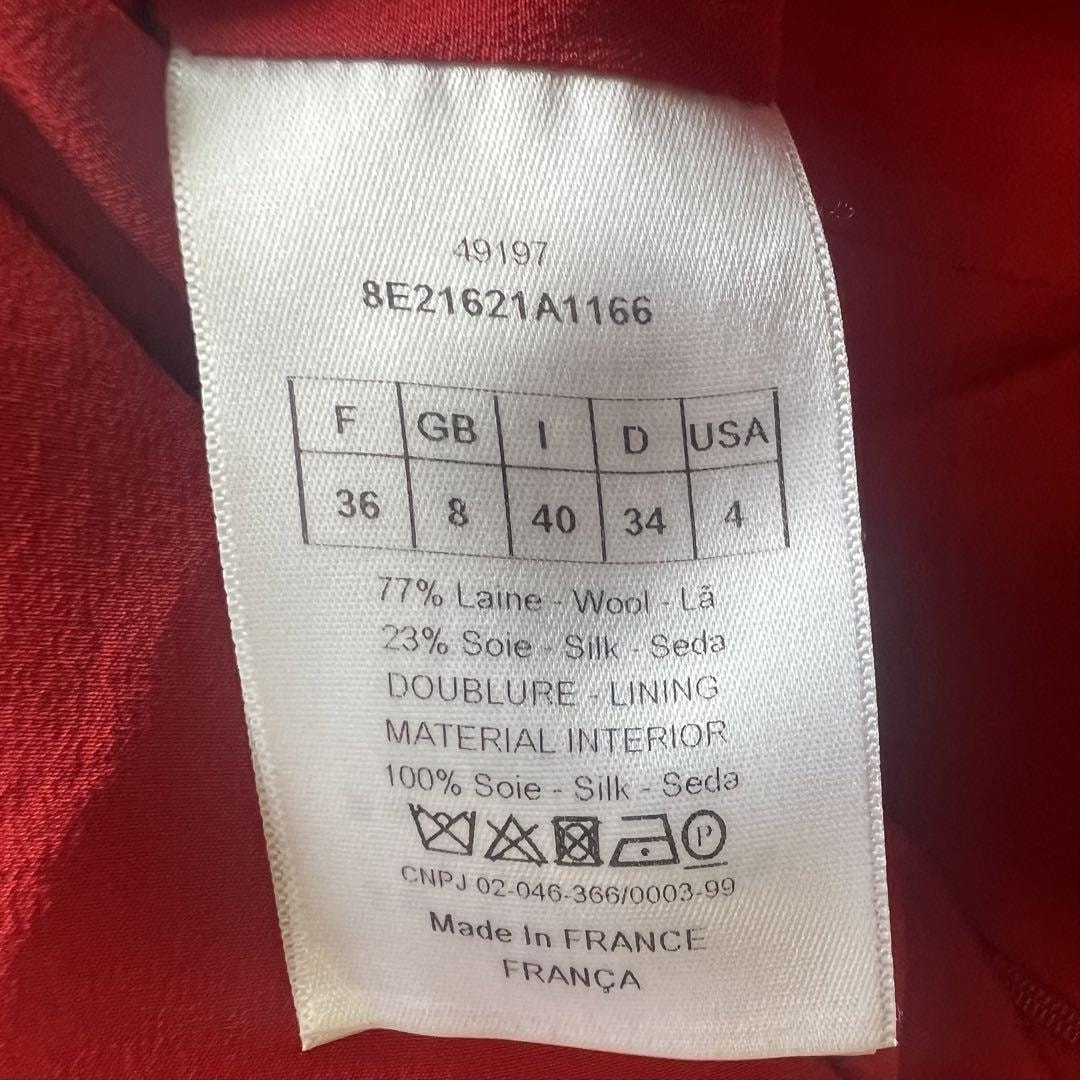 49197
8E21621A1166
F GB I D USA
36 8 40 34 4
77% Laine - Wool - Lã
23% Soie - Silk - Seda
DOUBLURE - LINING
MATERIAL INTERIOR
100% Soie - Silk - Seda
P
CNPJ 02-046-366/0003-99
Made In FRANCE
FRANÇA